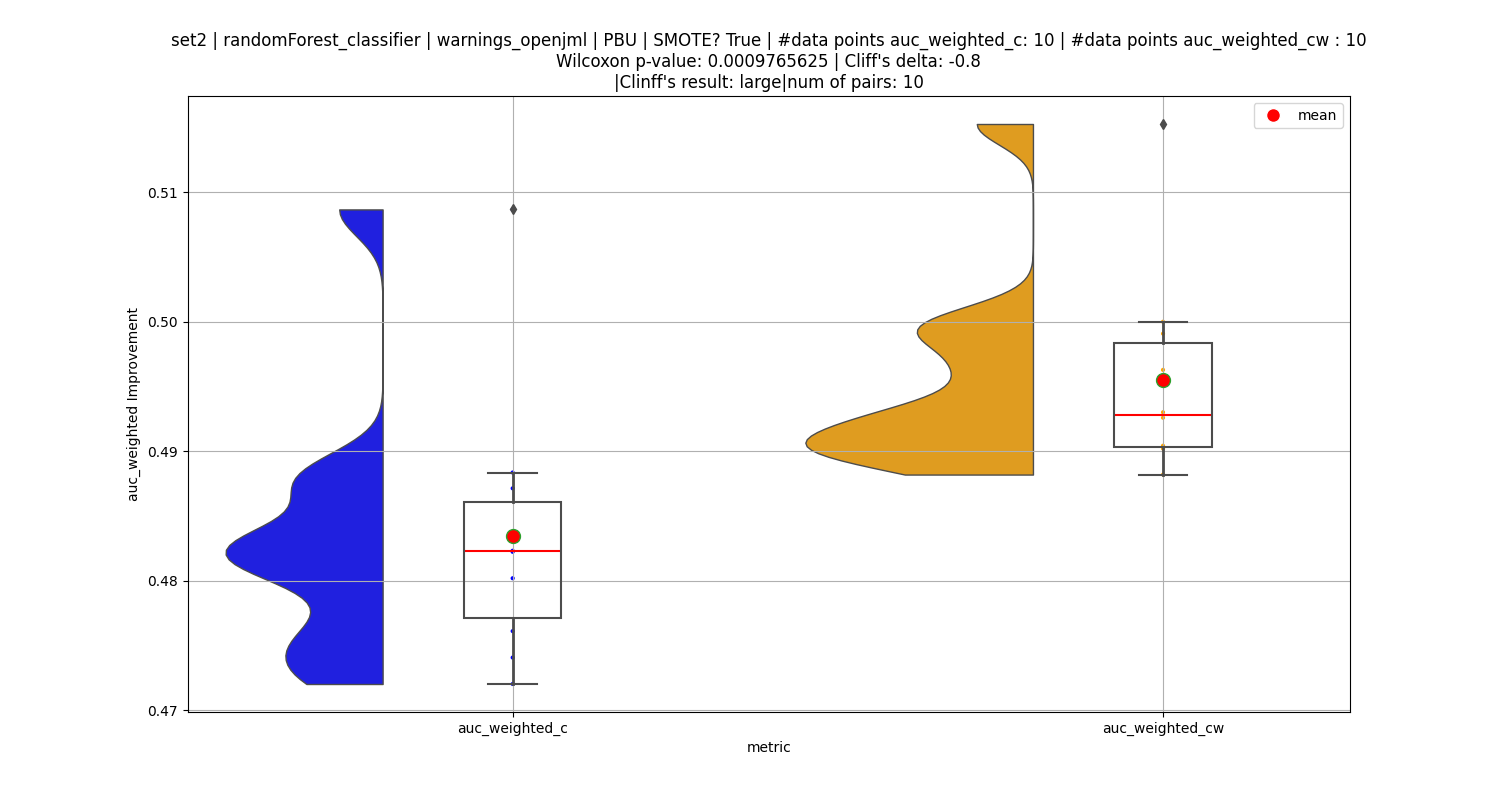 set2 | randomForest_classifier | warnings_openjml | PBU | SMOTE? True | #data points auc_weighted_c: 10 | #data points auc_weighted_cw : 10
Wilcoxon p-value: 0.0009765625 | Cliff's delta: -0.8
|Clinff's result: large|num of pairs: 10
mean
0.51
0.50
0.49
0.48
0.47
auc_weighted Improvement
auc_weighted_c
auc_weighted_cw
metric